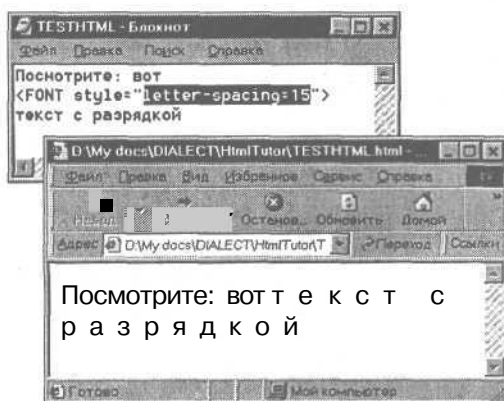 TESTHTML - Блокнот
Файл Правка Поиск Справка
Посмотрите: вот
<FONT style="letter-spacing=15">
текст с разрядкой
D:\My docs\DIALECT\HtmlTutor\TESTHTML.html - ...
Файл Правка Вид Избранное Сервис Справка
Назад Останов... Обновить Домой
Адрес D:\My docs\DIALECT\HtmlTutor\T Переход Ссылки
Посмотрите: вот т е к с т с
р а з р я д к о й
Готово Мой компьютер